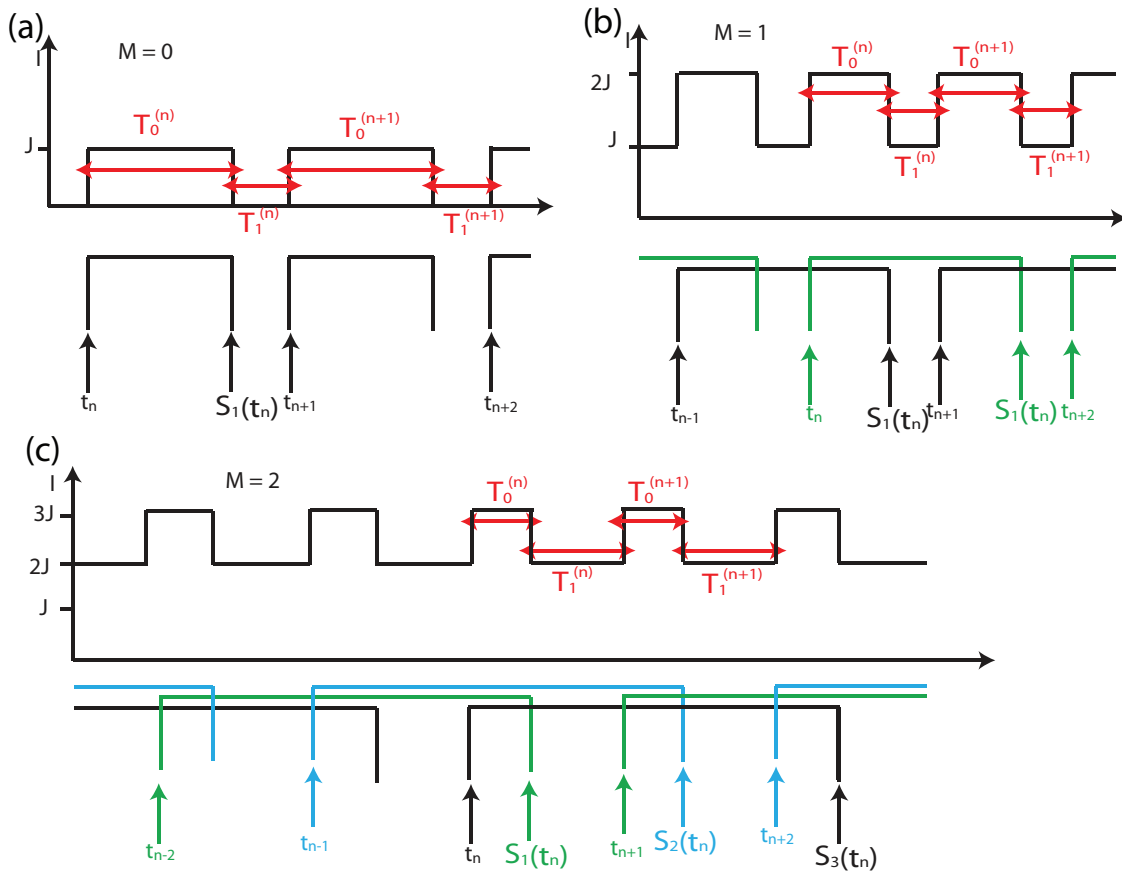 (a)
M = 0
I
J
T₀⁽ⁿ⁾
T₀⁽ⁿ⁺¹⁾
T₁⁽ⁿ⁾
T₁⁽ⁿ⁺¹⁾
tₙ
S₁(tₙ)
tₙ₊₁
tₙ₊₂
(b)
M = 1
I
2J
J
T₀⁽ⁿ⁾
T₀⁽ⁿ⁺¹⁾
T₁⁽ⁿ⁾
T₁⁽ⁿ⁺¹⁾
tₙ₋₁
tₙ
S₁(tₙ)
tₙ₊₁
S₁(tₙ)
tₙ₊₂
(c)
M = 2
I
3J
2J
J
T₀⁽ⁿ⁾
T₀⁽ⁿ⁺¹⁾
T₁⁽ⁿ⁾
T₁⁽ⁿ⁺¹⁾
tₙ₋₂
tₙ₋₁
tₙ
S₁(tₙ)
tₙ₊₁
S₂(tₙ)
tₙ₊₂
S₃(tₙ)